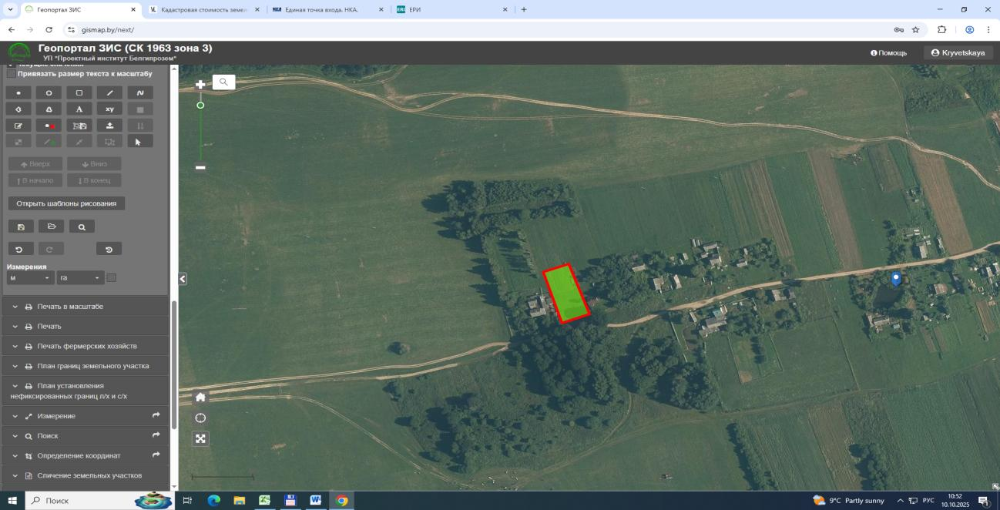 Геопортал ЗИС
Кадастровая стоимость земел
Единая точка входа. НКА.
ЕРИ
gismap.by/next/
Геопортал ЗИС (СК 1963 зона 3)
УП "Проектный институт Белгипрозем"
Помощь
Kryvetskaya
Текущие значения
Привязать размер текста к масштабу
A
xy
Вверх
Вниз
В начало
В конец
Открыть шаблоны рисования
Измерения
м
га
Печать в масштабе
Печать
Печать фермерских хозяйств
План границ земельного участка
План установления
нефиксированных границ л/х и с/х
Измерение
Поиск
Определение координат
Сличение земельных участков
Поиск
9°C Partly sunny
РУС
10:52
10.10.2025